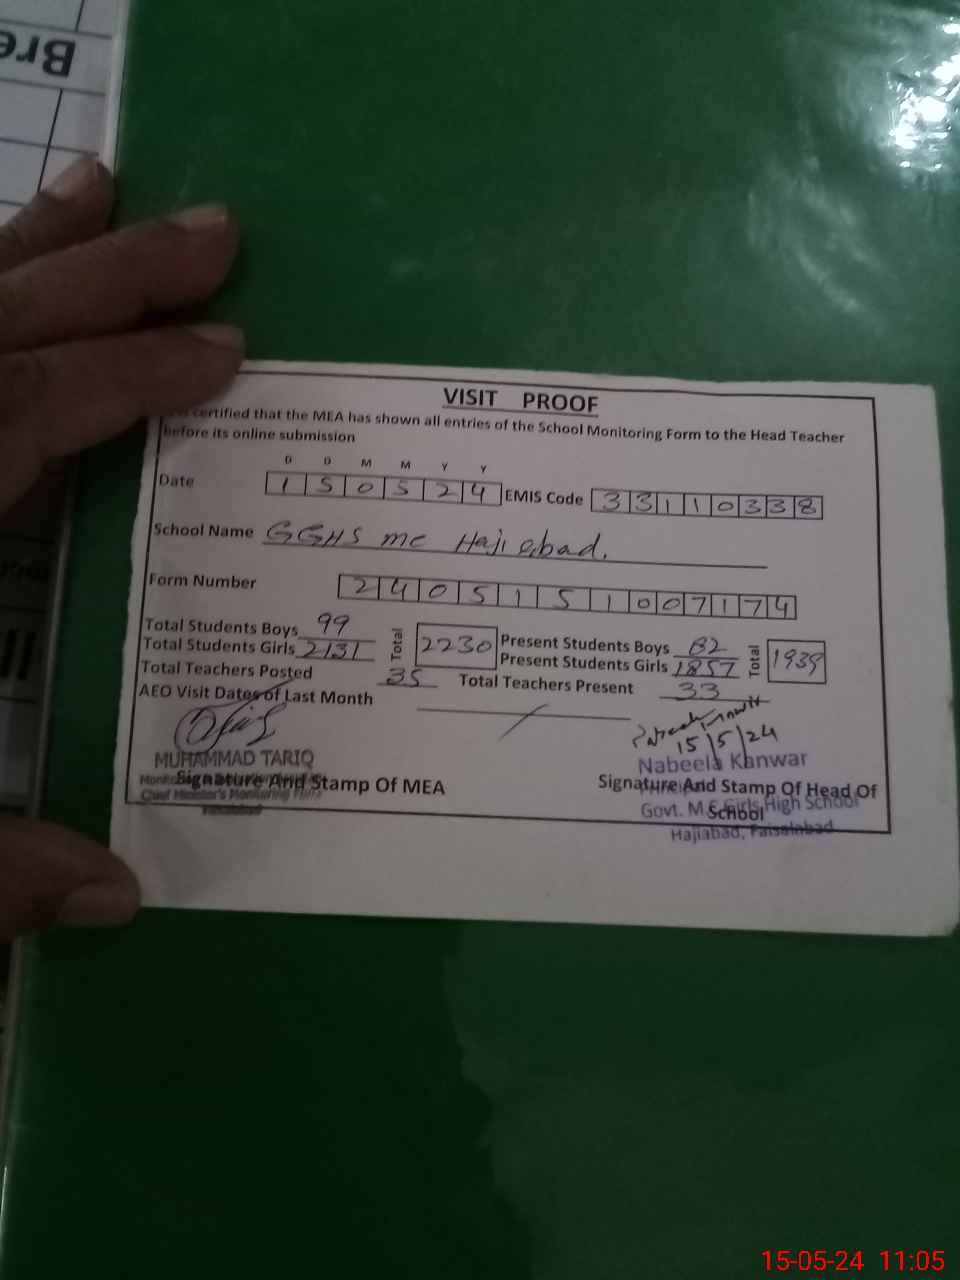 Bre
VISIT PROOF
certified that the MEA has shown all entries of the School Monitoring Form to the Head Teacher
before its online submission
D D M M Y Y
Date 1 5 0 5 2 4 EMIS Code 3 3 1 1 0 3 3 8
School Name GGHS MC Hajiabad.
Form Number 2 4 0 5 1 5 1 0 0 7 1 7 4
Total Students Boys 99 Total 2230 Present Students Boys 82 Total 1939
Total Students Girls 2131 Present Students Girls 1857
Total Teachers Posted 35 Total Teachers Present 33
AEO Visit Dates of Last Month
15/5/24
MUHAMMAD TARIQ
Nabeela Kanwar
Signature And Stamp Of MEA
Signature And Stamp Of Head Of
School
Chief Minister's Monitoring Force
Govt. M.C Girls High School
Hajiabad, Faisalabad
15-05-24 11:05